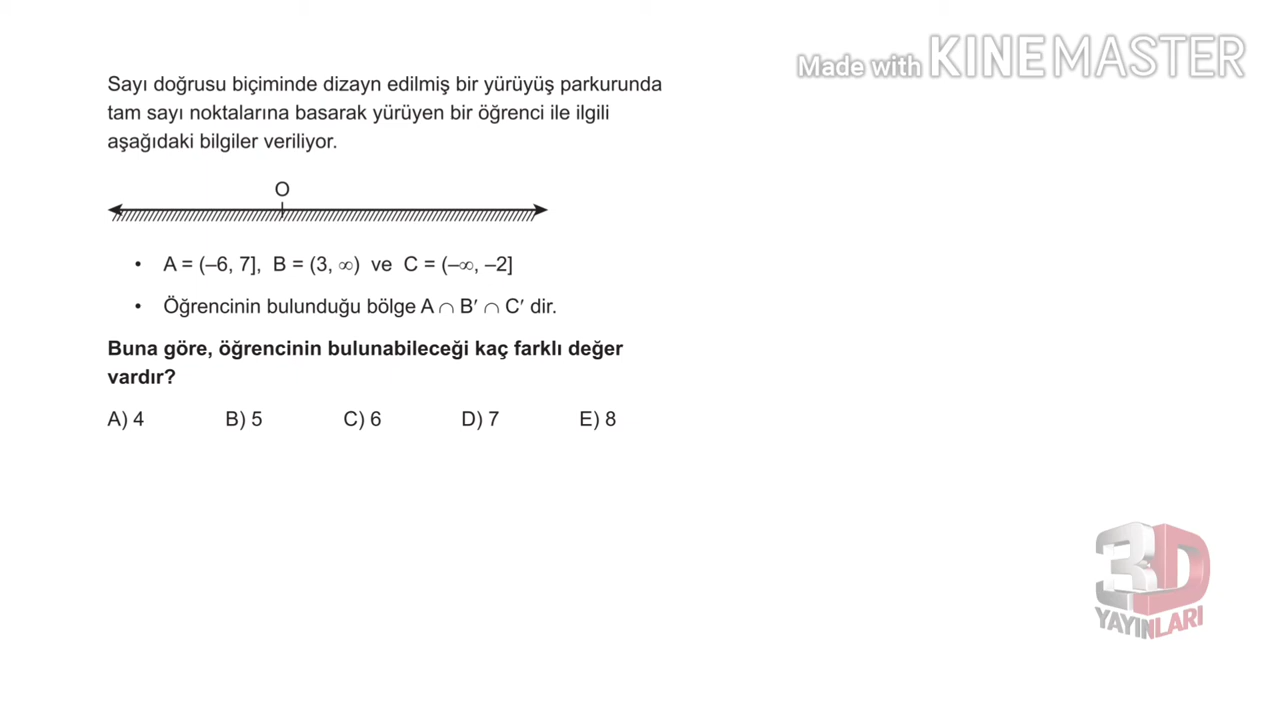 Made with KINEMASTER
Sayı doğrusu biçiminde dizayn edilmiş bir yürüyüş parkurunda
tam sayı noktalarına basarak yürüyen bir öğrenci ile ilgili
aşağıdaki bilgiler veriliyor.
O
• A = (–6, 7], B = (3, ∞) ve C = (–∞, –2]
• Öğrencinin bulunduğu bölge A ∩ B′ ∩ C′ dir.
Buna göre, öğrencinin bulunabileceği kaç farklı değer
vardır?
A) 4 B) 5 C) 6 D) 7 E) 8
3D
YAYINLARI